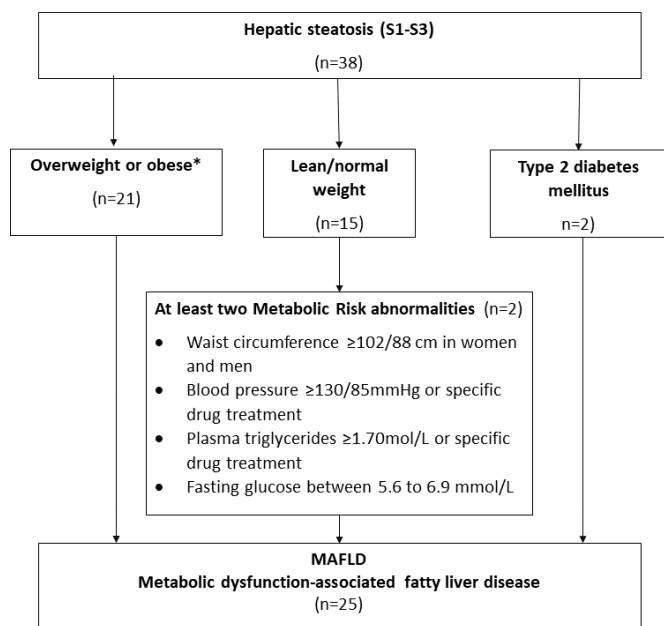 Hepatic steatosis (S1-S3)
(n=38)
Overweight or obese*
(n=21)
Lean/normal
weight
(n=15)
Type 2 diabetes
mellitus
n=2)
At least two Metabolic Risk abnormalities (n=2)
• Waist circumference ≥102/88 cm in women
and men
• Blood pressure ≥130/85mmHg or specific
drug treatment
• Plasma triglycerides ≥1.70mol/L or specific
drug treatment
• Fasting glucose between 5.6 to 6.9 mmol/L
MAFLD
Metabolic dysfunction-associated fatty liver disease
(n=25)